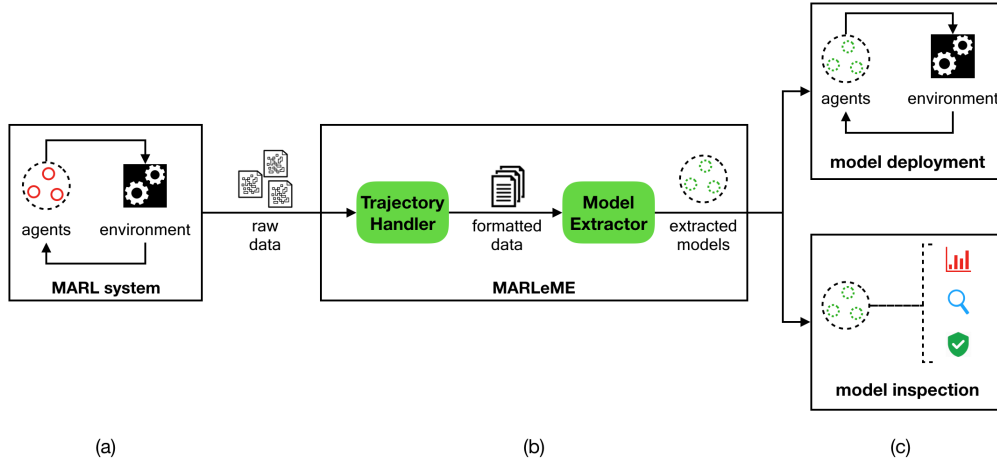 agents
environment
MARL system
raw
data
Trajectory
Handler
formatted
data
Model
Extractor
extracted
models
MARLeME
agents
environment
model deployment
model inspection
(a)
(b)
(c)